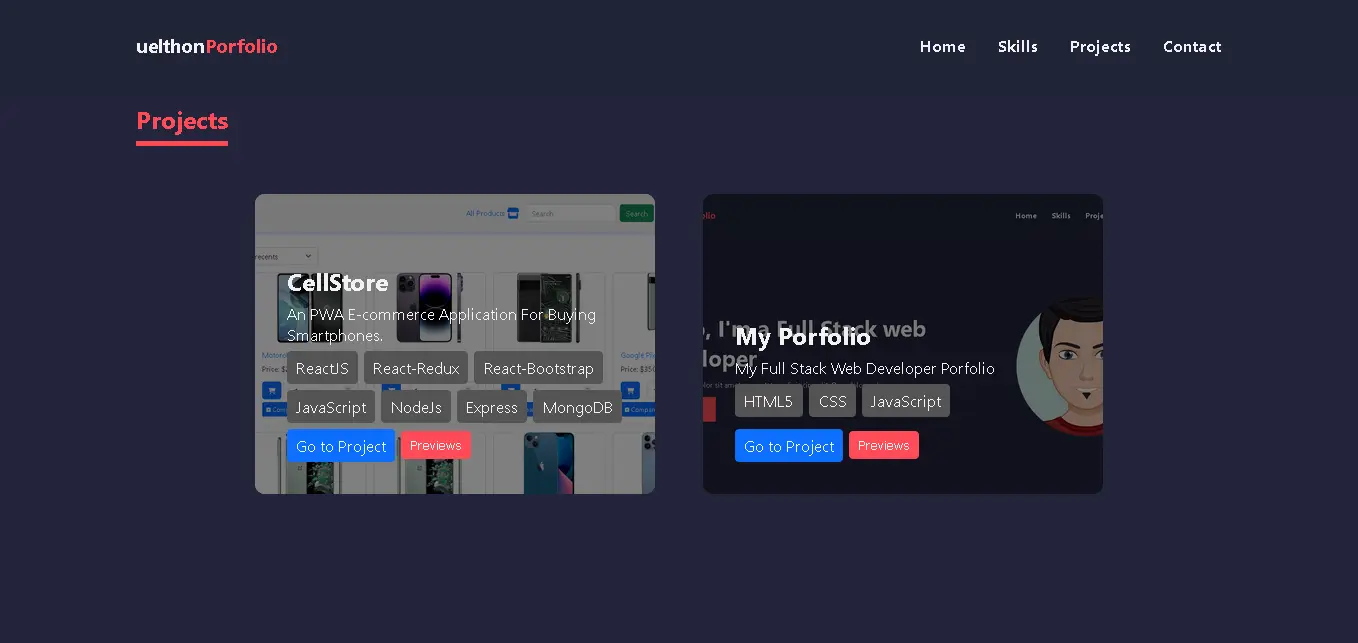 uelthonPorfolio
Home Skills Projects Contact
Projects
All Products Search Search
recents
CellStore
An PWA E-commerce Application For Buying
Smartphones.
ReactJS React-Redux React-Bootstrap
JavaScript NodeJs Express MongoDB
Go to Project Previews
Home Skills Proje
, I'm a Full Stack web
loper
My Porfolio
My Full Stack Web Developer Porfolio
HTML5 CSS JavaScript
Go to Project Previews